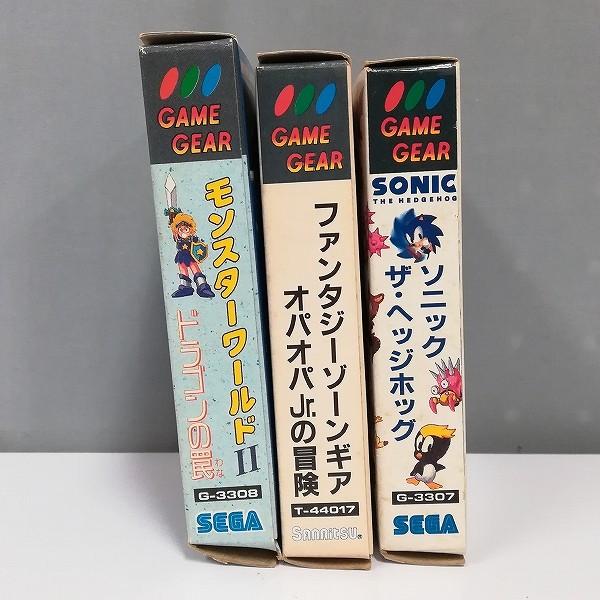 GAME
GEAR
モンスターワールドII
ドラゴンの罠
わな
G-3308
SEGA
GAME
GEAR
ファンタジーゾーンギア
オパオパJr.の冒険
T-44017
SANRITSU®
GAME
GEAR
SONIC
THE HEDGEHOG
ソニック
ザ・ヘッジホッグ
G-3307
SEGA